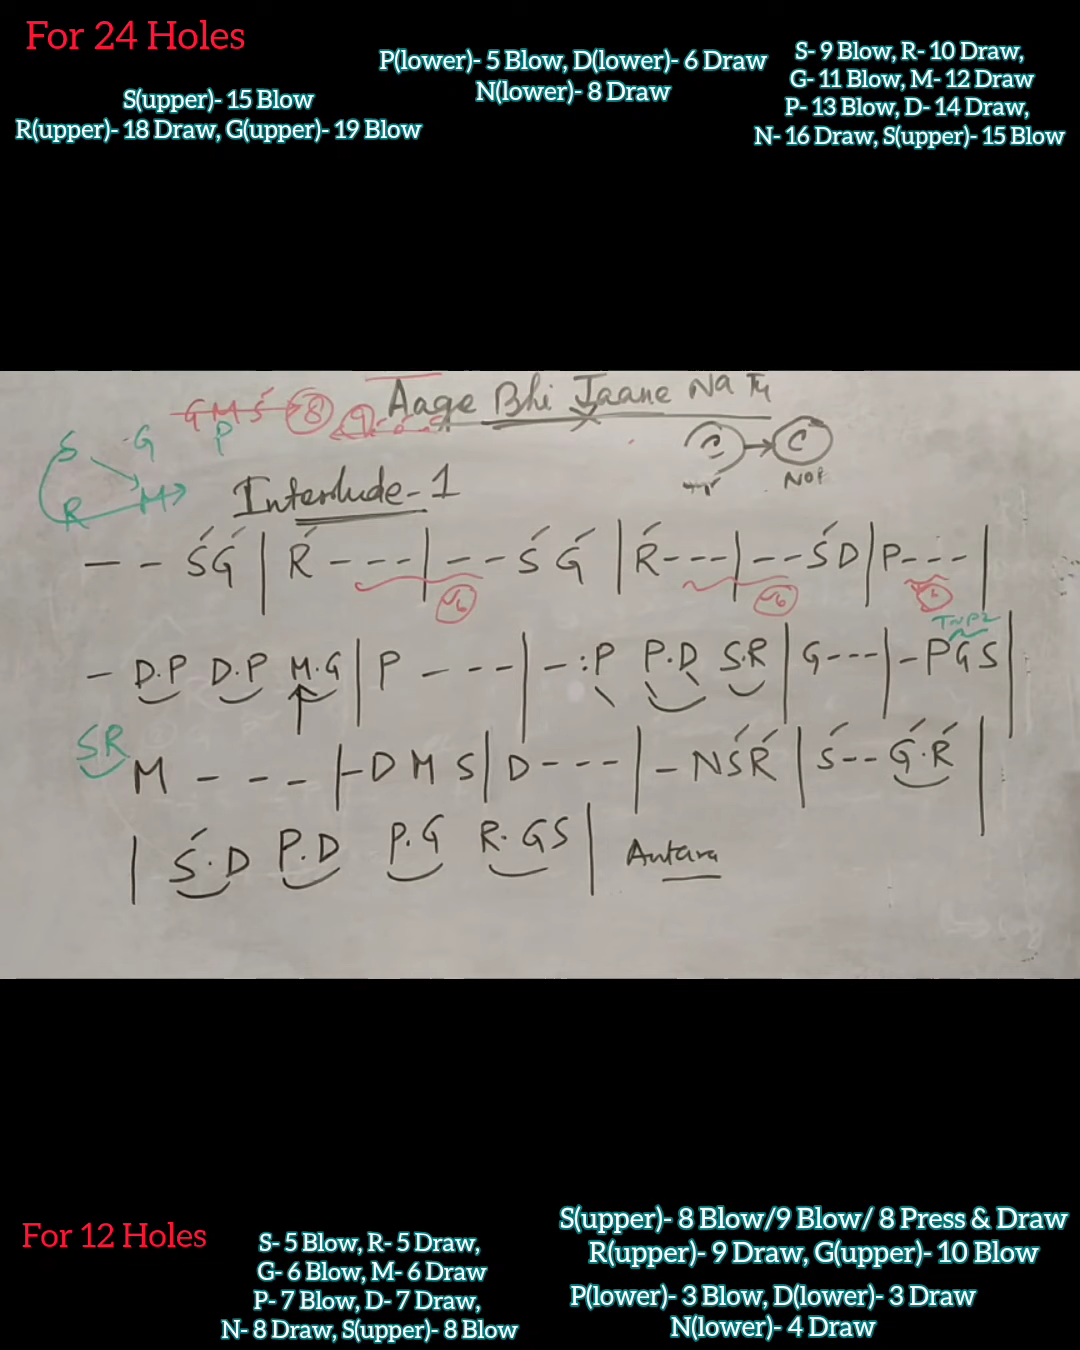 For 24 Holes
S(upper)- 15 Blow
R(upper)- 18 Draw, G(upper)- 19 Blow
P(lower)- 5 Blow, D(lower)- 6 Draw
N(lower)- 8 Draw
S- 9 Blow, R- 10 Draw,
G- 11 Blow, M- 12 Draw
P- 13 Blow, D- 14 Draw,
N- 16 Draw, S(upper)- 15 Blow
Aage Bhi Jaane Na Tu
G M Ś 8 9
S G P
R M
C
Interlude-1
– – ŚǴ | Ŕ - - - - | - - - Ś Ǵ | Ŕ - - - | - - - Ś D | P - - - |
– D.P D.P M.G | P - - - - | - :P P.D S.R | G - - - | - P G S |
SR
M - - - - | - D M S | D - - - | - N Ś Ŕ | Ś - - Ǵ.Ŕ |
| Ś.D P.D P.G R.GS | Antara
For 12 Holes
S- 5 Blow, R- 5 Draw,
G- 6 Blow, M- 6 Draw
P- 7 Blow, D- 7 Draw,
N- 8 Draw, S(upper)- 8 Blow
S(upper)- 8 Blow/9 Blow/ 8 Press & Draw
R(upper)- 9 Draw, G(upper)- 10 Blow
P(lower)- 3 Blow, D(lower)- 3 Draw
N(lower)- 4 Draw